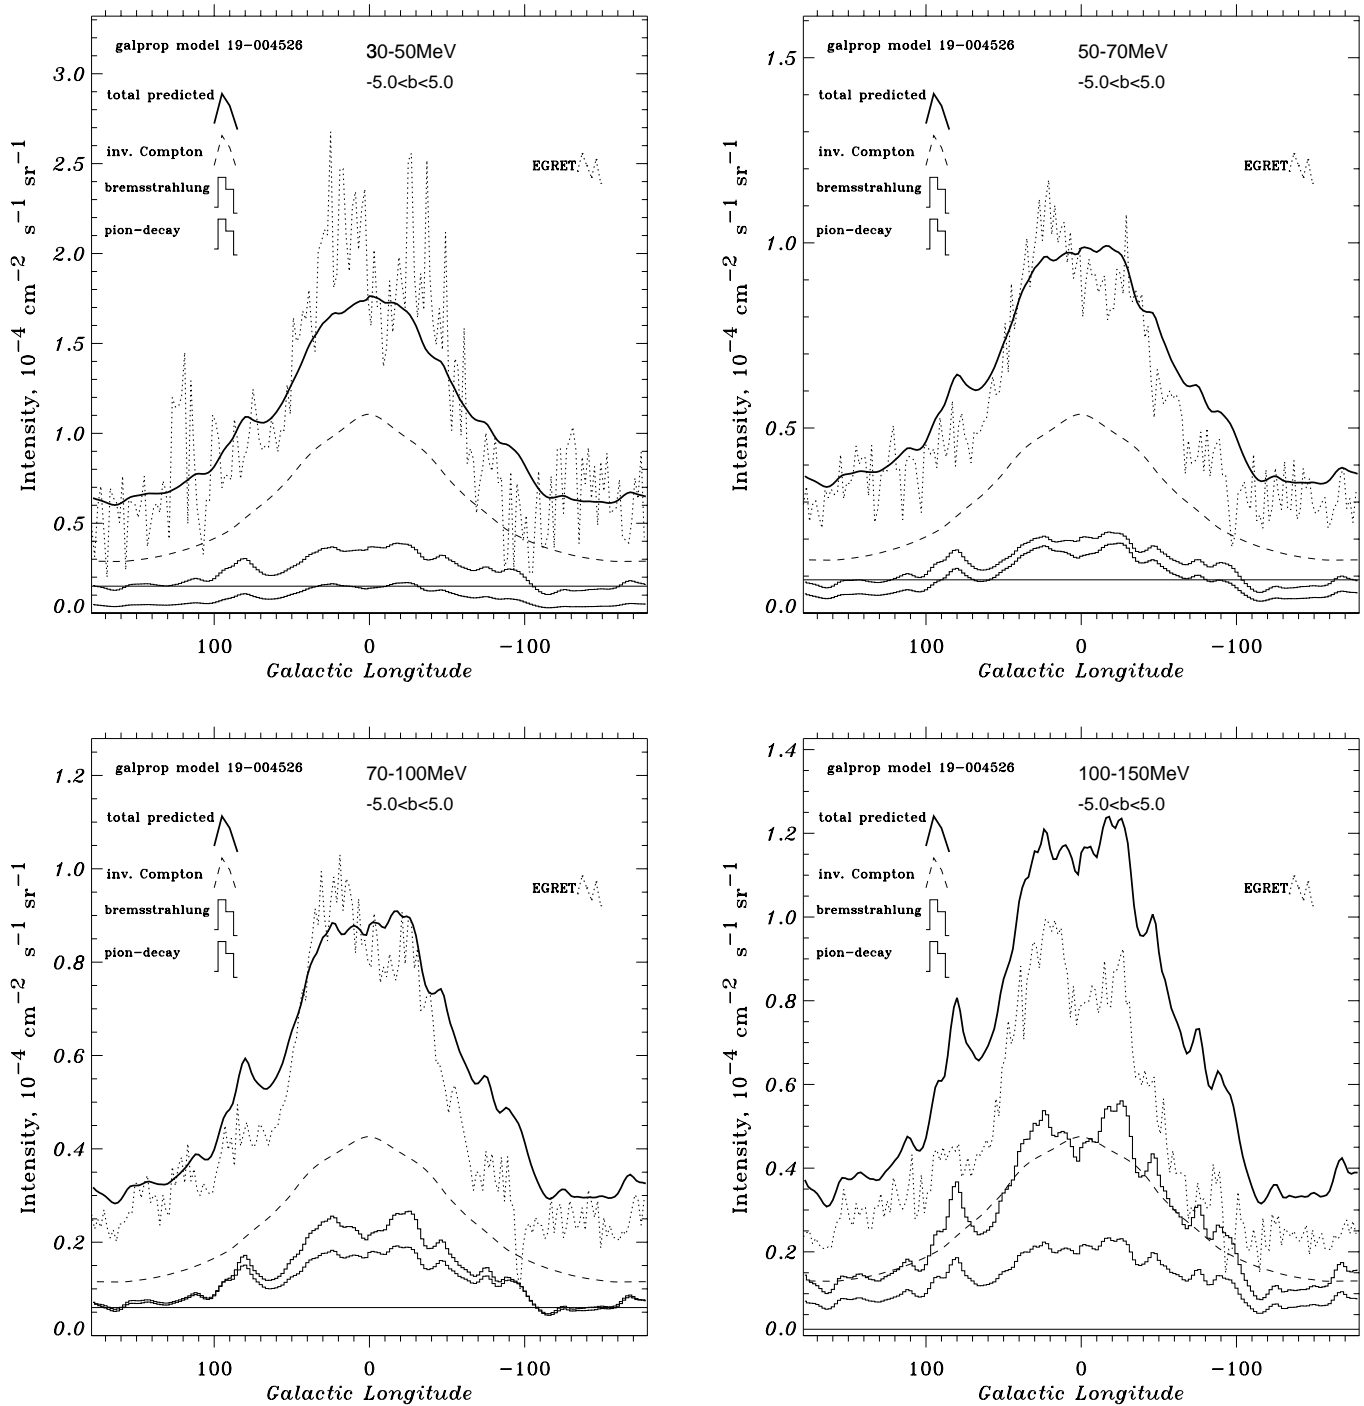 galprop model 19-004526
30-50MeV
-5.0<b<5.0
total predicted
inv. Compton
bremsstrahlung
pion-decay
EGRET
3.0
2.5
2.0
1.5
1.0
0.5
0.0
Intensity, 10⁻⁴ cm⁻² s⁻¹ sr⁻¹
100
0
-100
Galactic Longitude
galprop model 19-004526
50-70MeV
-5.0<b<5.0
total predicted
inv. Compton
bremsstrahlung
pion-decay
EGRET
1.5
1.0
0.5
0.0
Intensity, 10⁻⁴ cm⁻² s⁻¹ sr⁻¹
100
0
-100
Galactic Longitude
galprop model 19-004526
70-100MeV
-5.0<b<5.0
total predicted
inv. Compton
bremsstrahlung
pion-decay
EGRET
1.2
1.0
0.8
0.6
0.4
0.2
0.0
Intensity, 10⁻⁴ cm⁻² s⁻¹ sr⁻¹
100
0
-100
Galactic Longitude
galprop model 19-004526
100-150MeV
-5.0<b<5.0
total predicted
inv. Compton
bremsstrahlung
pion-decay
EGRET
1.4
1.2
1.0
0.8
0.6
0.4
0.2
0.0
Intensity, 10⁻⁴ cm⁻² s⁻¹ sr⁻¹
100
0
-100
Galactic Longitude